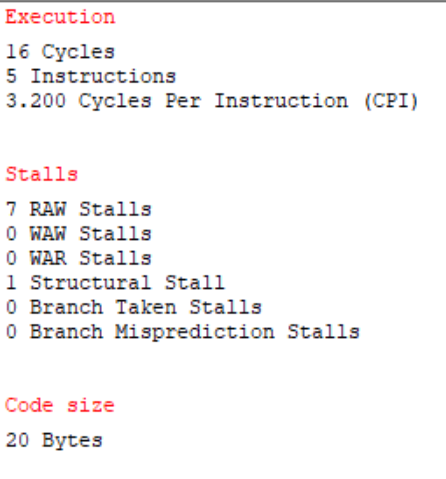 Execution
16 Cycles
5 Instructions
3.200 Cycles Per Instruction (CPI)
Stalls
7 RAW Stalls
0 WAW Stalls
0 WAR Stalls
1 Structural Stall
0 Branch Taken Stalls
0 Branch Misprediction Stalls
Code size
20 Bytes